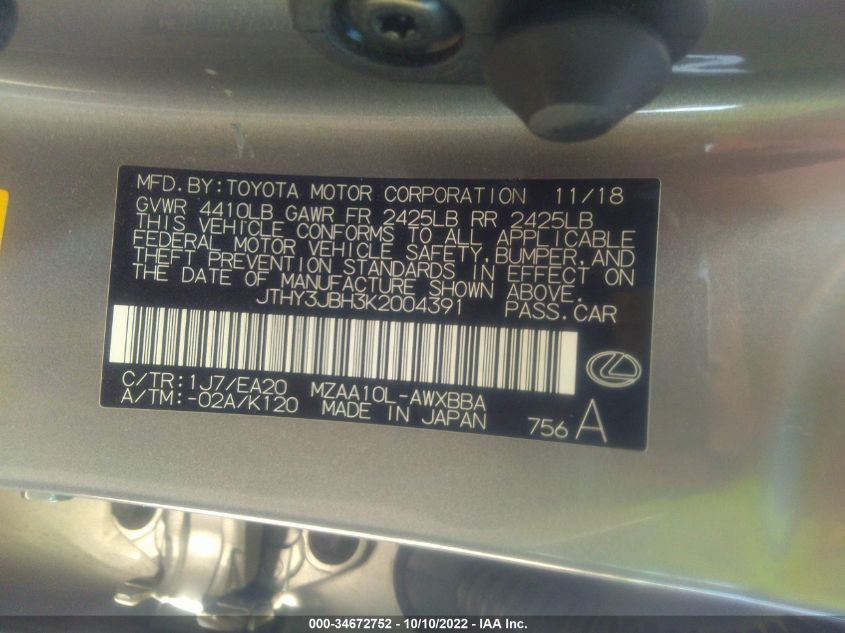 MFD.BY:TOYOTA MOTOR CORPORATION 11/18
GVWR 4410LB GAWR FR 2425LB RR 2425LB
THIS VEHICLE CONFORMS TO ALL APPLICABLE
FEDERAL MOTOR VEHICLE SAFETY,BUMPER,AND
THEFT PREVENTION STANDARDS IN EFFECT ON
THE DATE OF MANUFACTURE SHOWN ABOVE.
JTHY3JBH3K2004391 PASS.CAR
C/TR:1J7/EA20 MZAA10L-AWXBBA
A/TM:-02A/K120 MADE IN JAPAN 756 A
000-34672752 - 10/10/2022 - IAA Inc.